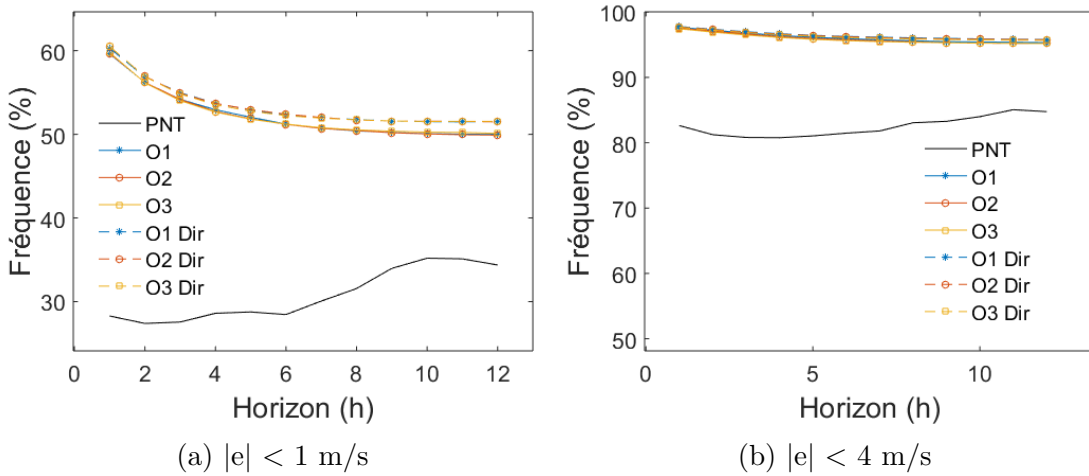 60
50
40
30
0
2
4
6
8
10
12
Fréquence (%)
Horizon (h)
PNT
O1
O2
O3
O1 Dir
O2 Dir
O3 Dir
(a) |e| < 1 m/s
100
90
80
70
60
50
0
5
10
Fréquence (%)
Horizon (h)
PNT
O1
O2
O3
O1 Dir
O2 Dir
O3 Dir
(b) |e| < 4 m/s